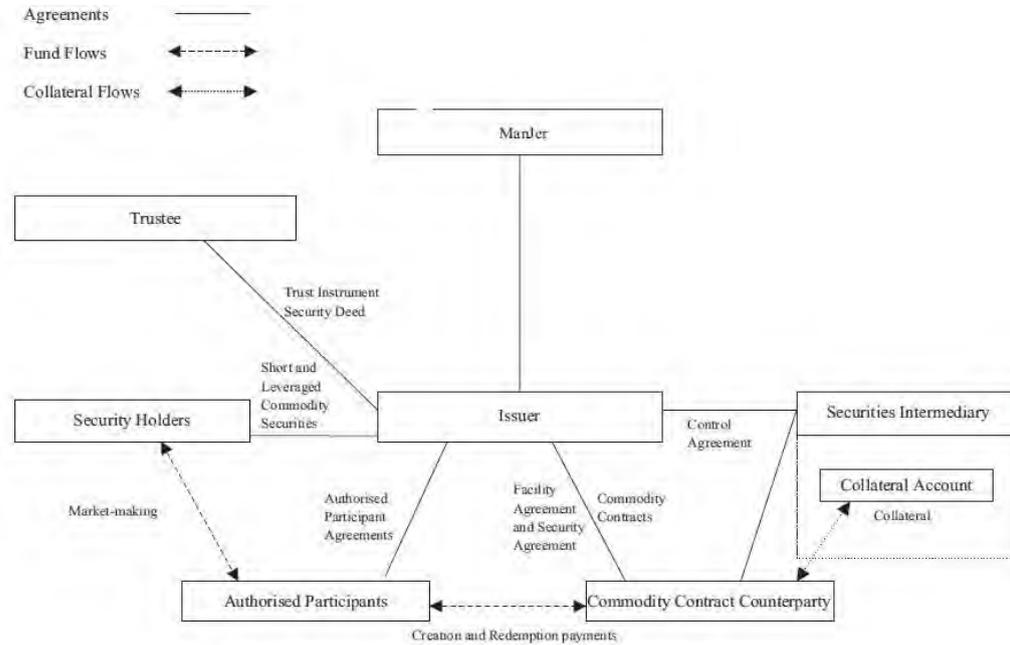 Agreements
Fund Flows
Collateral Flows
ManJer
Trustee
Trust Instrument
Security Deed
Short and
Leveraged
Commodity
Securities
Security Holders
Issuer
Securities Intermediary
Control
Agreement
Collateral Account
Collateral
Market-making
Authorised
Participant
Agreements
Facility
Agreement
and Security
Agreement
Commodity
Contracts
Authorised Participants
Commodity Contract Counterparty
Creation and Redemption payments